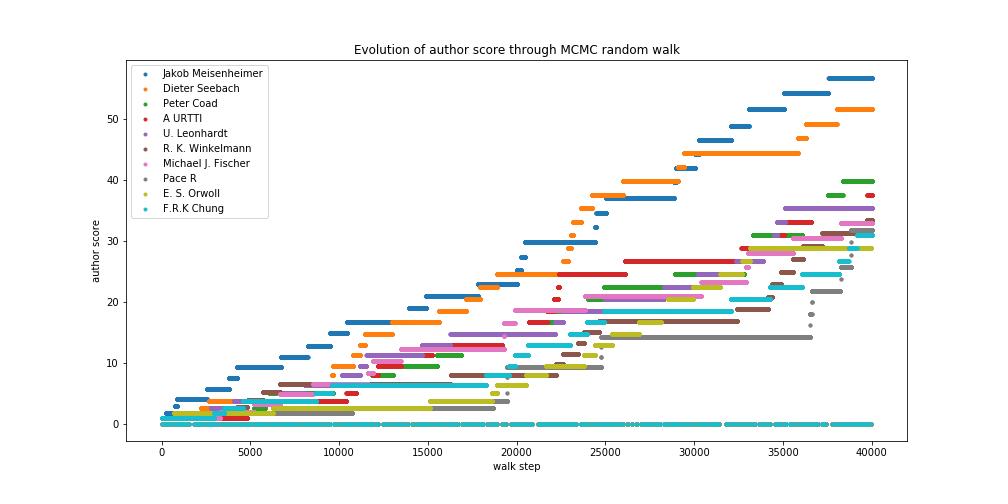 Evolution of author score through MCMC random walk
Jakob Meisenheimer
Dieter Seebach
Peter Coad
A URTTI
U. Leonhardt
R. K. Winkelmann
Michael J. Fischer
Pace R
E. S. Orwoll
F.R.K Chung
author score
50
40
30
20
10
0
0 5000 10000 15000 20000 25000 30000 35000 40000
walk step